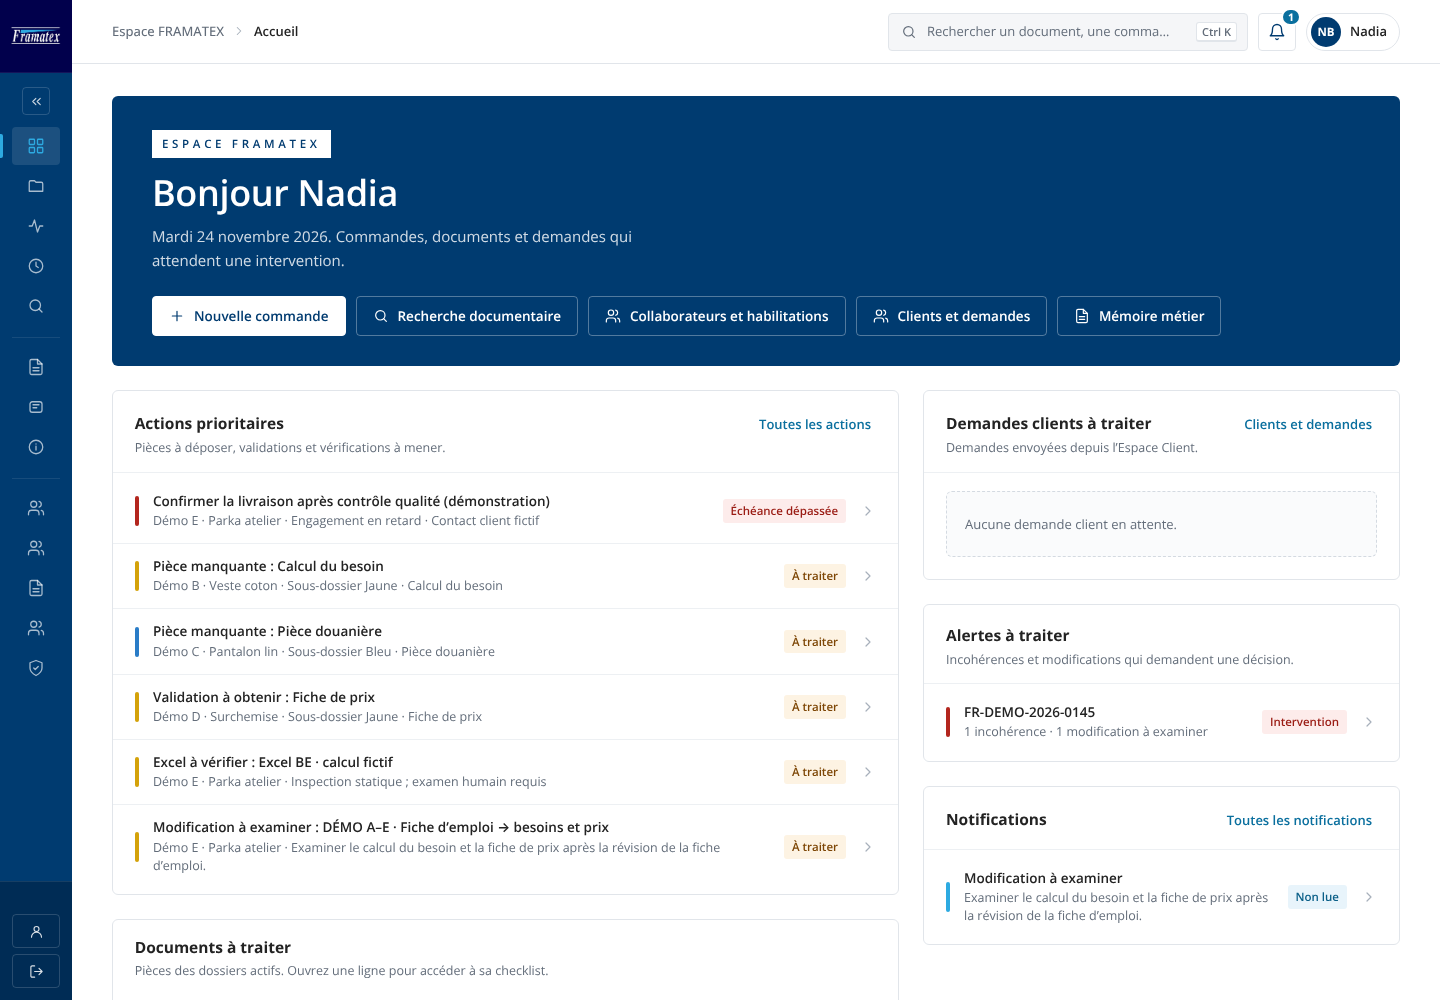 Framatex
Espace FRAMATEX
Accueil
Rechercher un document, une comma...
Ctrl K
1
NB
Nadia
ESPACE FRAMATEX
Bonjour Nadia
Mardi 24 novembre 2026. Commandes, documents et demandes qui
attendent une intervention.
Nouvelle commande
Recherche documentaire
Collaborateurs et habilitations
Clients et demandes
Mémoire métier
Actions prioritaires
Toutes les actions
Pièces à déposer, validations et vérifications à mener.
Confirmer la livraison après contrôle qualité (démonstration)
Démo E · Parka atelier · Engagement en retard · Contact client fictif
Échéance dépassée
Pièce manquante : Calcul du besoin
Démo B · Veste coton · Sous-dossier Jaune · Calcul du besoin
À traiter
Pièce manquante : Pièce douanière
Démo C · Pantalon lin · Sous-dossier Bleu · Pièce douanière
À traiter
Validation à obtenir : Fiche de prix
Démo D · Surchemise · Sous-dossier Jaune · Fiche de prix
À traiter
Excel à vérifier : Excel BE · calcul fictif
Démo E · Parka atelier · Inspection statique ; examen humain requis
À traiter
Modification à examiner : DÉMO A–E · Fiche d’emploi → besoins et prix
Démo E · Parka atelier · Examiner le calcul du besoin et la fiche de prix après la révision de la fiche
d’emploi.
À traiter
Documents à traiter
Pièces des dossiers actifs. Ouvrez une ligne pour accéder à sa checklist.
Demandes clients à traiter
Clients et demandes
Demandes envoyées depuis l’Espace Client.
Aucune demande client en attente.
Alertes à traiter
Incohérences et modifications qui demandent une décision.
FR-DEMO-2026-0145
1 incohérence · 1 modification à examiner
Intervention
Notifications
Toutes les notifications
Modification à examiner
Examiner le calcul du besoin et la fiche de prix après
la révision de la fiche d’emploi.
Non lue